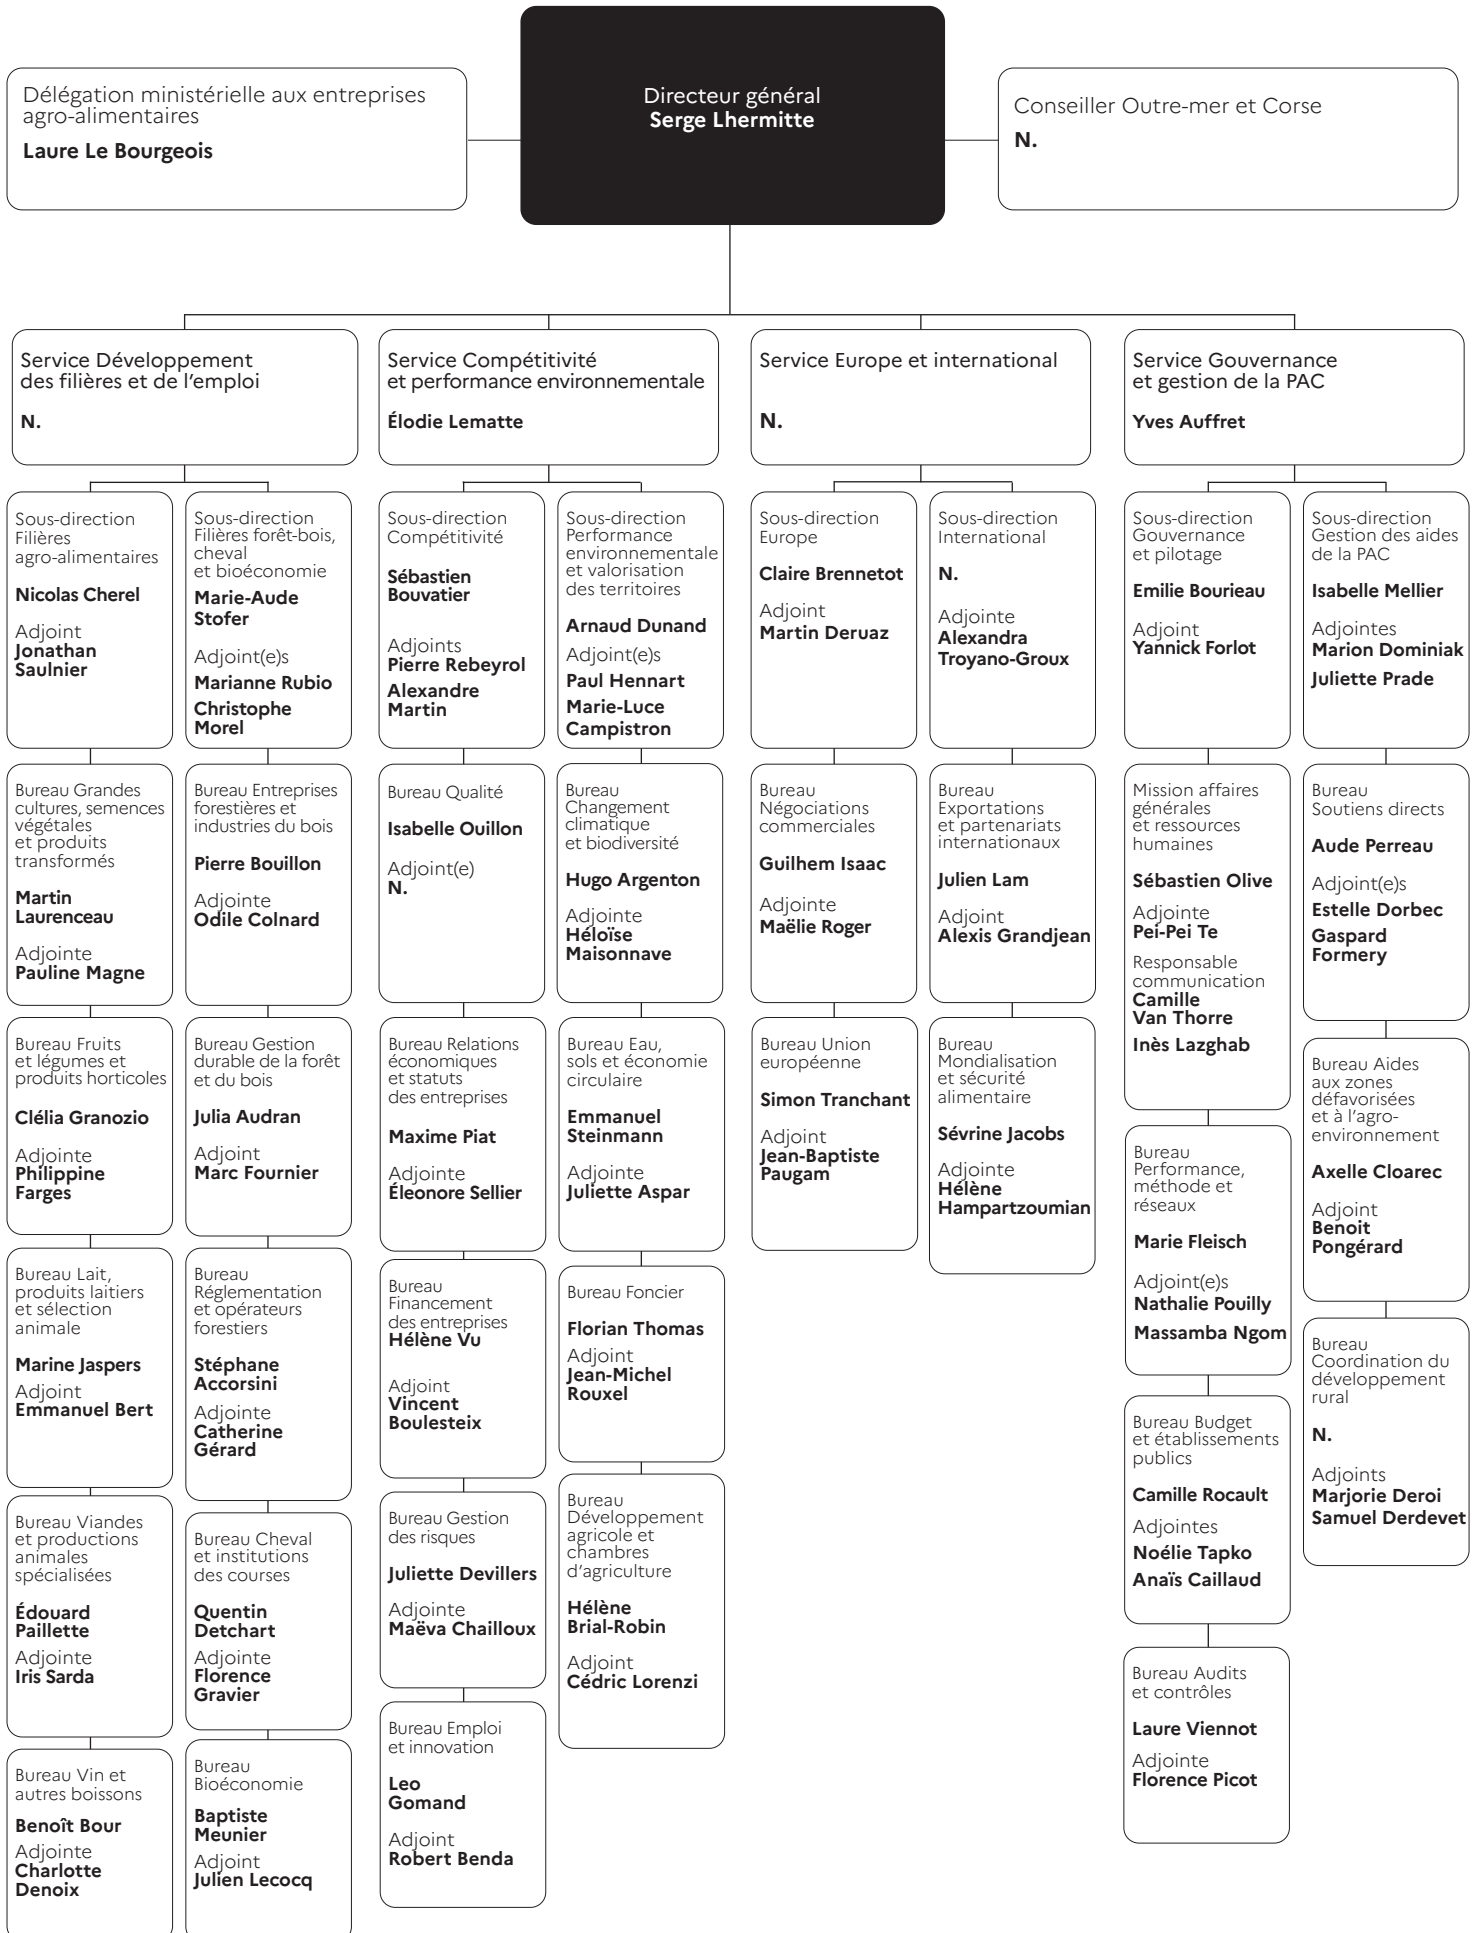 Délégation ministérielle aux entreprises
agro-alimentaires
Laure Le Bourgeois
Directeur général
Serge Lhermitte
Conseiller Outre-mer et Corse
N.
Service Développement
des filières et de l'emploi
N.
Service Compétitivité
et performance environnementale
Élodie Lematte
Service Europe et international
N.
Service Gouvernance
et gestion de la PAC
Yves Auffret
Sous-direction
Filières
agro-alimentaires
Nicolas Cherel
Adjoint
Jonathan
Saulnier
Sous-direction
Filières forêt-bois,
cheval
et bioéconomie
Marie-Aude
Stofer
Adjoint(e)s
Marianne Rubio
Christophe
Morel
Sous-direction
Compétitivité
Sébastien
Bouvatier
Adjoints
Pierre Rebeyrol
Alexandre
Martin
Sous-direction
Performance
environnementale
et valorisation
des territoires
Arnaud Dunand
Adjoint(e)s
Paul Hennart
Marie-Luce
Campistron
Sous-direction
Europe
Claire Brennetot
Adjoint
Martin Deruaz
Sous-direction
International
N.
Adjointe
Alexandra
Troyano-Groux
Sous-direction
Gouvernance
et pilotage
Emilie Bourieau
Adjoint
Yannick Forlot
Sous-direction
Gestion des aides
de la PAC
Isabelle Mellier
Adjointes
Marion Dominiak
Juliette Prade
Bureau Grandes
cultures, semences
végétales
et produits
transformés
Martin
Laurenceau
Adjointe
Pauline Magne
Bureau Entreprises
forestières et
industries du bois
Pierre Bouillon
Adjointe
Odile Colnard
Bureau Qualité
Isabelle Ouillon
Adjoint(e)
N.
Bureau
Changement
climatique
et biodiversité
Hugo Argenton
Adjointe
Héloïse
Maisonnave
Bureau
Négociations
commerciales
Guilhem Isaac
Adjointe
Maëlie Roger
Bureau
Exportations
et partenariats
internationaux
Julien Lam
Adjoint
Alexis Grandjean
Mission affaires
générales
et ressources
humaines
Sébastien Olive
Adjointe
Pei-Pei Te
Responsable
communication
Camille
Van Thorre
Inès Lazghab
Bureau
Soutiens directs
Aude Perreau
Adjoint(e)s
Estelle Dorbec
Gaspard
Formery
Bureau Fruits
et légumes et
produits horticoles
Clélia Granozio
Adjointe
Philippine
Farges
Bureau Gestion
durable de la forêt
et du bois
Julia Audran
Adjoint
Marc Fournier
Bureau Relations
économiques
et statuts
des entreprises
Maxime Piat
Adjointe
Éleonore Sellier
Bureau Eau,
sols et économie
circulaire
Emmanuel
Steinmann
Adjointe
Juliette Aspar
Bureau Union
européenne
Simon Tranchant
Adjoint
Jean-Baptiste
Paugam
Bureau
Mondialisation
et sécurité
alimentaire
Sévrine Jacobs
Adjointe
Hélène
Hampartzoumian
Bureau
Performance,
méthode et
réseaux
Marie Fleisch
Adjoint(e)s
Nathalie Pouilly
Massamba Ngom
Bureau Aides
aux zones
défavorisées
et à l'agro-
environnement
Axelle Cloarec
Adjoint
Benoit
Pongérard
Bureau Lait,
produits laitiers
et sélection
animale
Marine Jaspers
Adjoint
Emmanuel Bert
Bureau
Réglementation
et opérateurs
forestiers
Stéphane
Accorsini
Adjointe
Catherine
Gérard
Bureau
Financement
des entreprises
Hélène Vu
Adjoint
Vincent
Boulesteix
Bureau Foncier
Florian Thomas
Adjoint
Jean-Michel
Rouxel
Bureau Budget
et établissements
publics
Camille Rocault
Adjointes
Noélie Tapko
Anaïs Caillaud
Bureau
Coordination du
développement
rural
N.
Adjoints
Marjorie Deroi
Samuel Derdevet
Bureau Viandes
et productions
animales
spécialisées
Édouard
Paillette
Adjointe
Iris Sarda
Bureau Cheval
et institutions
des courses
Quentin
Detchart
Adjointe
Florence
Gravier
Bureau Gestion
des risques
Juliette Devillers
Adjointe
Maëva Chailloux
Bureau
Développement
agricole et
chambres
d'agriculture
Hélène
Brial-Robin
Adjoint
Cédric Lorenzi
Bureau Audits
et contrôles
Laure Viennot
Adjointe
Florence Picot
Bureau Vin et
autres boissons
Benoît Bour
Adjointe
Charlotte
Denoix
Bureau
Bioéconomie
Baptiste
Meunier
Adjoint
Julien Lecocq
Bureau Emploi
et innovation
Leo
Gomand
Adjoint
Robert Benda